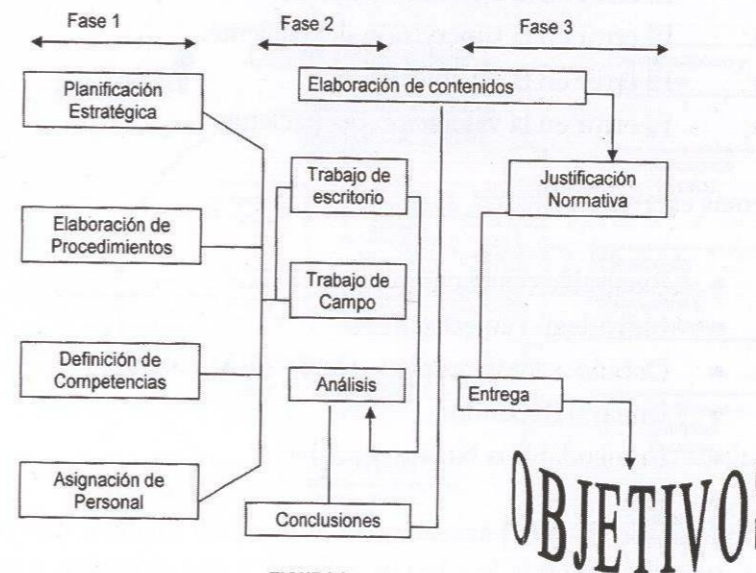 Fase 1
Fase 2
Fase 3
Planificación
Estratégica
Elaboración de
Procedimientos
Definición de
Competencias
Asignación de
Personal
Elaboración de contenidos
Trabajo de
escritorio
Trabajo de
Campo
Análisis
Conclusiones
Justificación
Normativa
Entrega
OBJETIVO